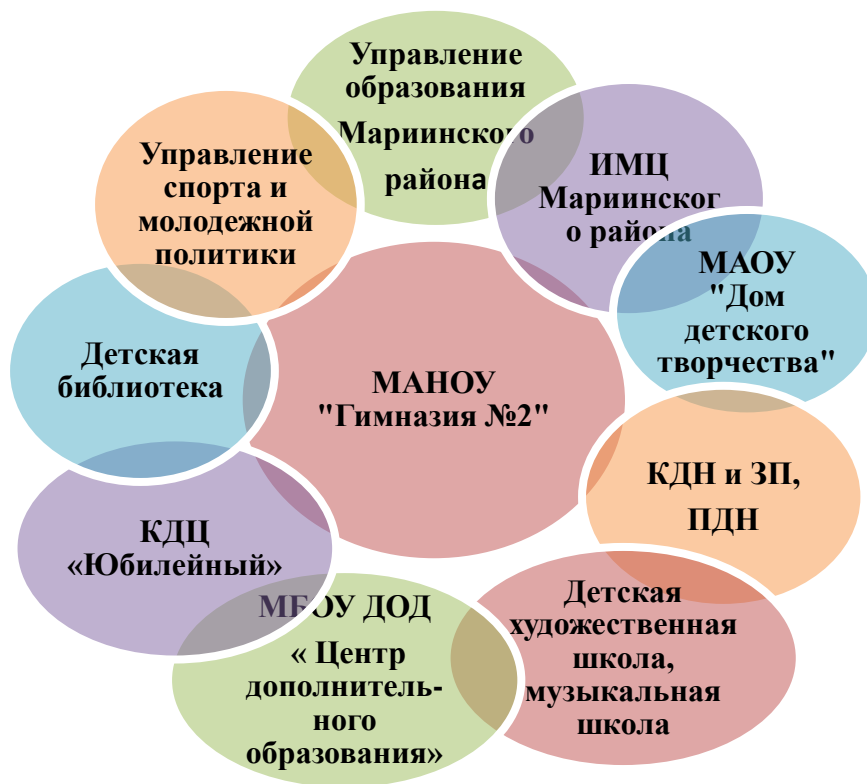 Управление
образования
Мариинского
района
ИМЦ
Мариинског
о района
МАОУ
"Дом
детского
творчества"
КДН и ЗП,
ПДН
Детская
художественная
школа,
музыкальная
школа
МБОУ ДОД
« Центр
дополнитель-
ного
образования»
КДЦ
«Юбилейный»
Детская
библиотека
Управление
спорта и
молодежной
политики
МАНОУ
"Гимназия №2"